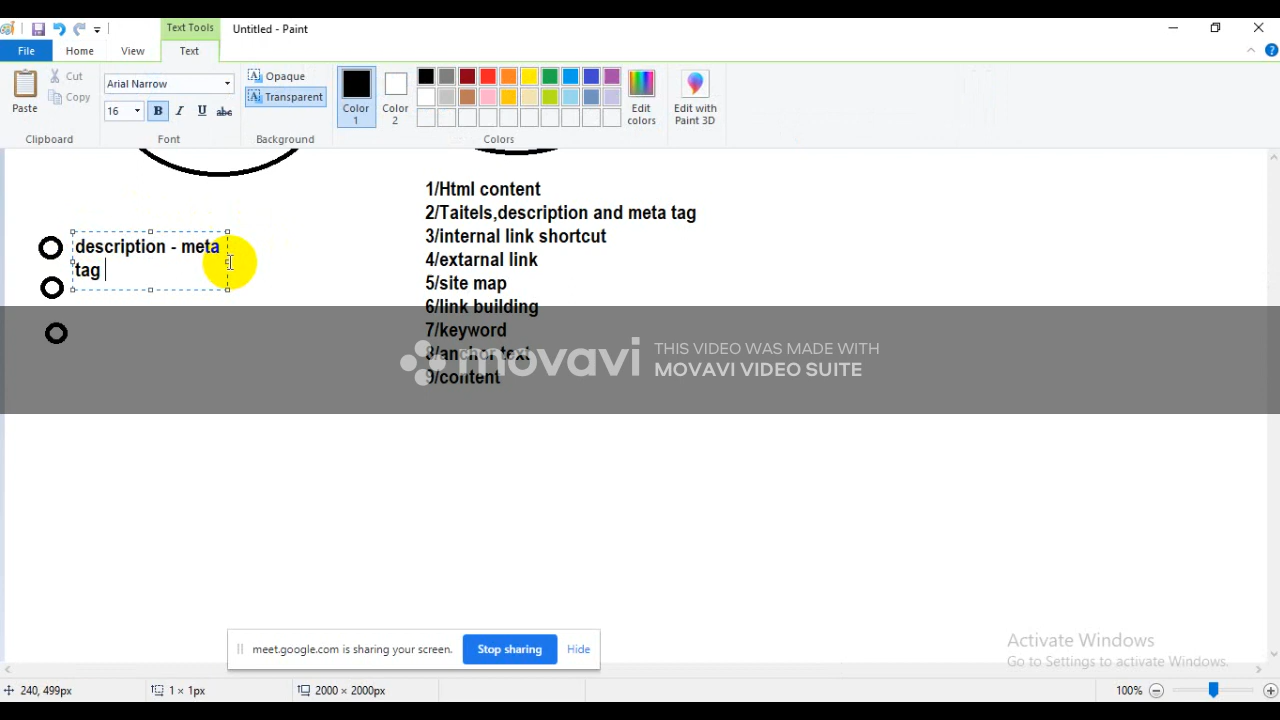 Text Tools
Untitled - Paint
File
Home
View
Text
Paste
Cut
Copy
Clipboard
Arial Narrow
16
B I U abc
Font
Opaque
Transparent
Background
Color 1
Color 2
Edit colors
Colors
Edit with Paint 3D
description - meta
tag
1/Html content
2/Taitels,description and meta tag
3/internal link shortcut
4/extarnal link
5/site map
6/link building
7/keyword
8/anchor text
9/content
movavi
THIS VIDEO WAS MADE WITH
MOVAVI VIDEO SUITE
meet.google.com is sharing your screen.
Stop sharing
Hide
Activate Windows
Go to Settings to activate Windows.
240, 499px
1 × 1px
2000 × 2000px
100%